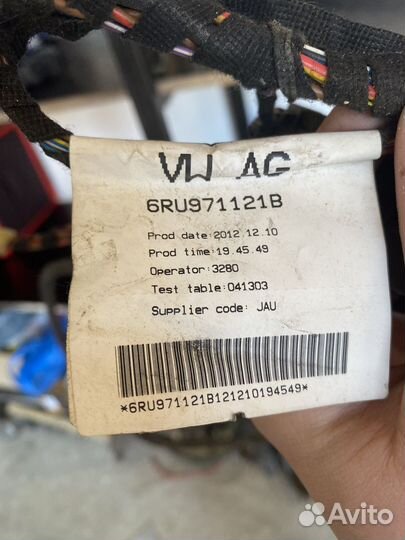 VW AG
6RU971121B
Prod date:2012.12.10
Prod time:19.45.49
Operator:3280
Test table:041303
Supplier code: JAU
*6RU971121B121210194549*
Avito